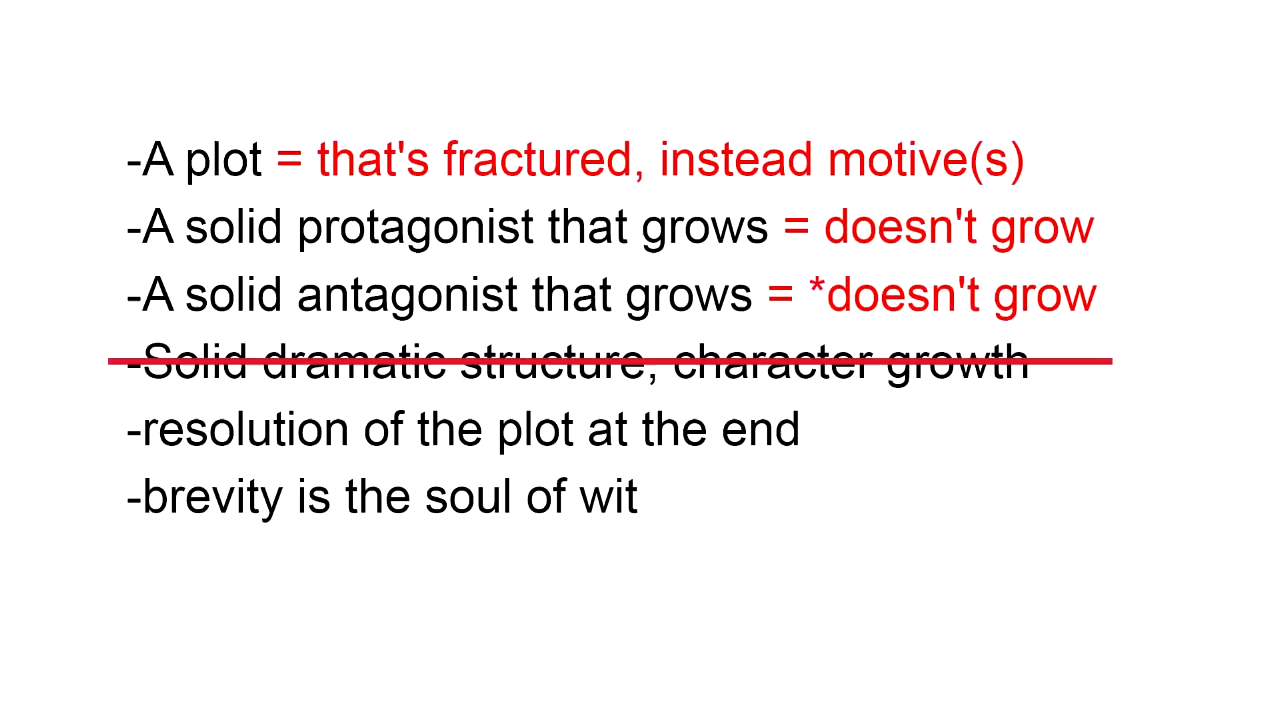 -A plot = that's fractured, instead motive(s)
-A solid protagonist that grows = doesn't grow
-A solid antagonist that grows = *doesn't grow
-Solid dramatic structure, character growth
-resolution of the plot at the end
-brevity is the soul of wit